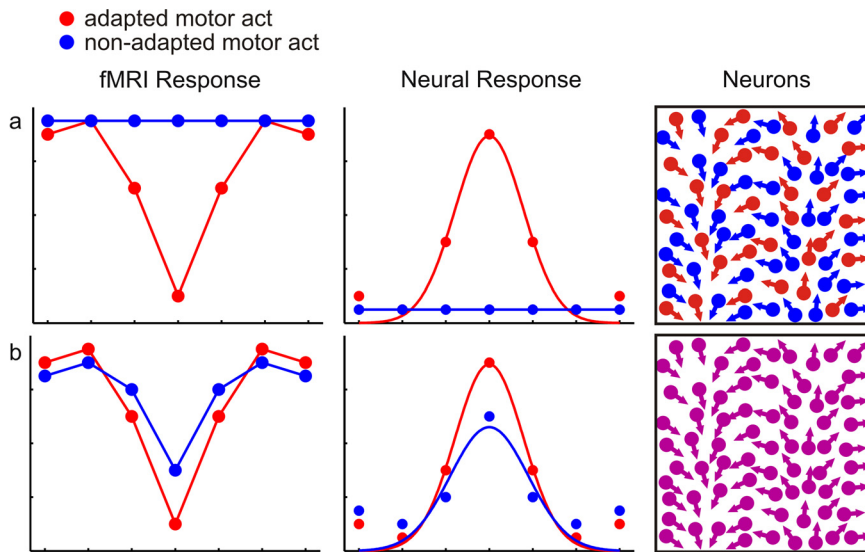 adapted motor act
non-adapted motor act
fMRI Response
Neural Response
Neurons
a
b